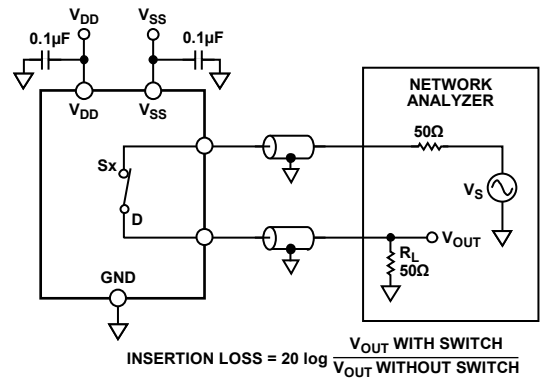 VDD VSS
0.1µF 0.1µF
VDD VSS
NETWORK
ANALYZER
50Ω
Sx
VS
D
VOUT
RL
50Ω
GND
INSERTION LOSS = 20 log VOUT WITH SWITCH
VOUT WITHOUT SWITCH